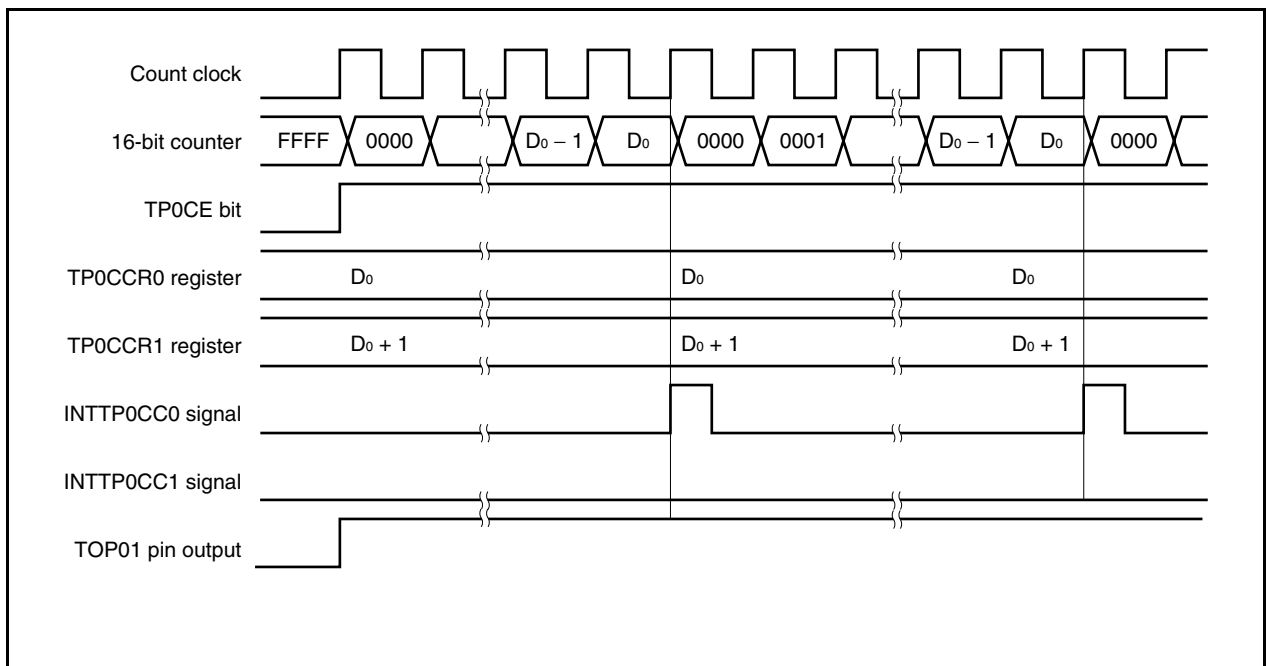 Count clock
16-bit counter FFFF 0000 D₀ − 1 D₀ 0000 0001 D₀ − 1 D₀ 0000
TP0CE bit
TP0CCR0 register D₀ D₀ D₀
TP0CCR1 register D₀ + 1 D₀ + 1 D₀ + 1
INTTP0CC0 signal
INTTP0CC1 signal
TOP01 pin output